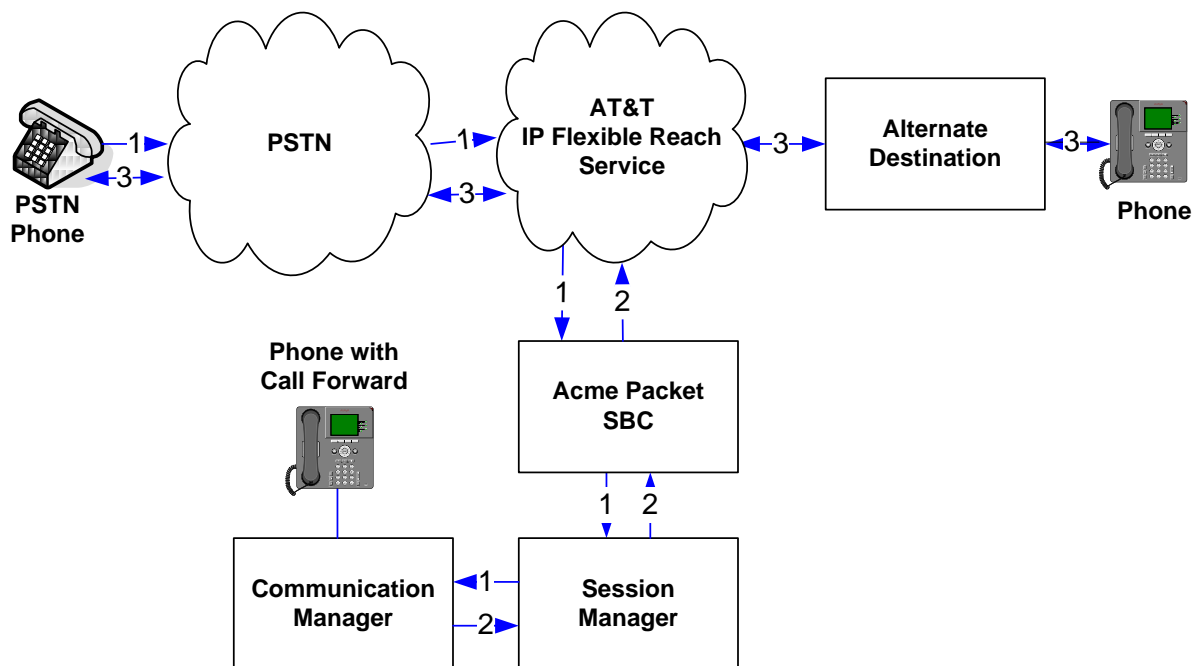 PSTN
AT&T
IP Flexible Reach
Service
Alternate
Destination
1
1
3
3
3
3
PSTN
Phone
Phone
1
2
Phone with
Call Forward
Acme Packet
SBC
1
2
Communication
Manager
1
2
Session
Manager